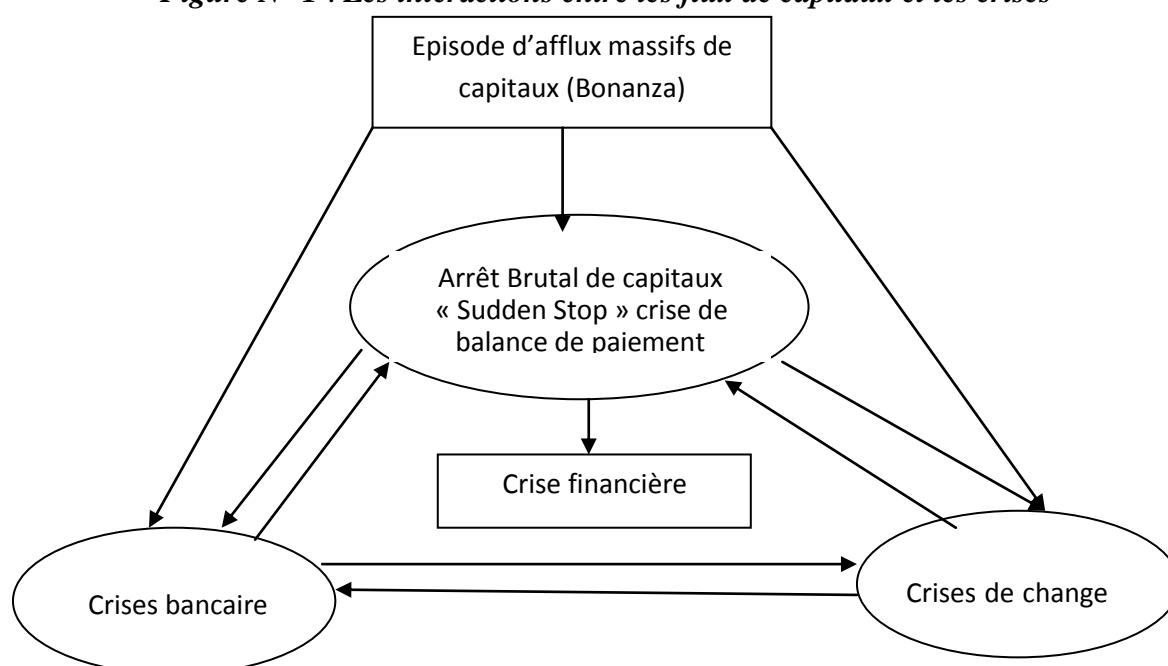 Figure N° 1 : Les interactions entre les flux de capitaux et les crises
Episode d’afflux massifs de
capitaux (Bonanza)
Arrêt Brutal de capitaux
« Sudden Stop » crise de
balance de paiement
Crise financière
Crises bancaire
Crises de change